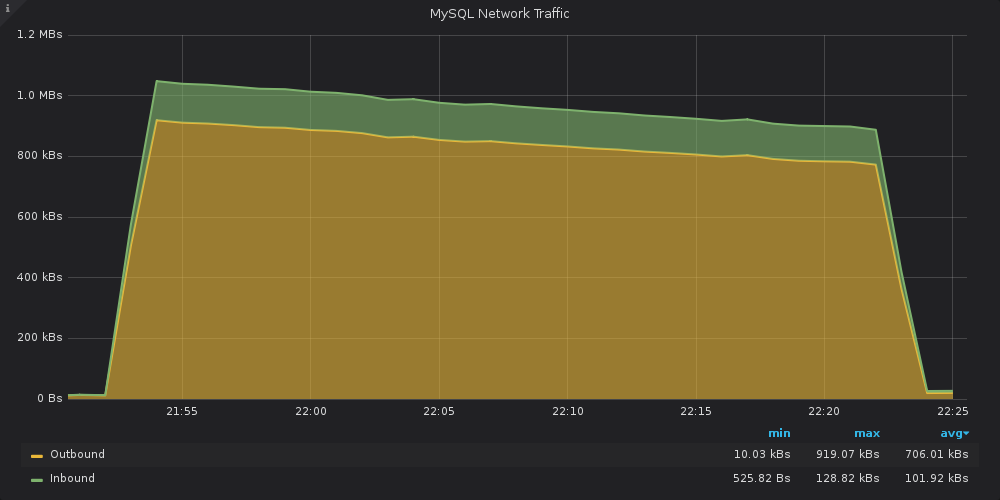 i
MySQL Network Traffic
1.2 MBs
1.0 MBs
800 kBs
600 kBs
400 kBs
200 kBs
0 Bs
21:55 22:00 22:05 22:10 22:15 22:20 22:25
min max avg
Outbound 10.03 kBs 919.07 kBs 706.01 kBs
Inbound 525.82 Bs 128.82 kBs 101.92 kBs